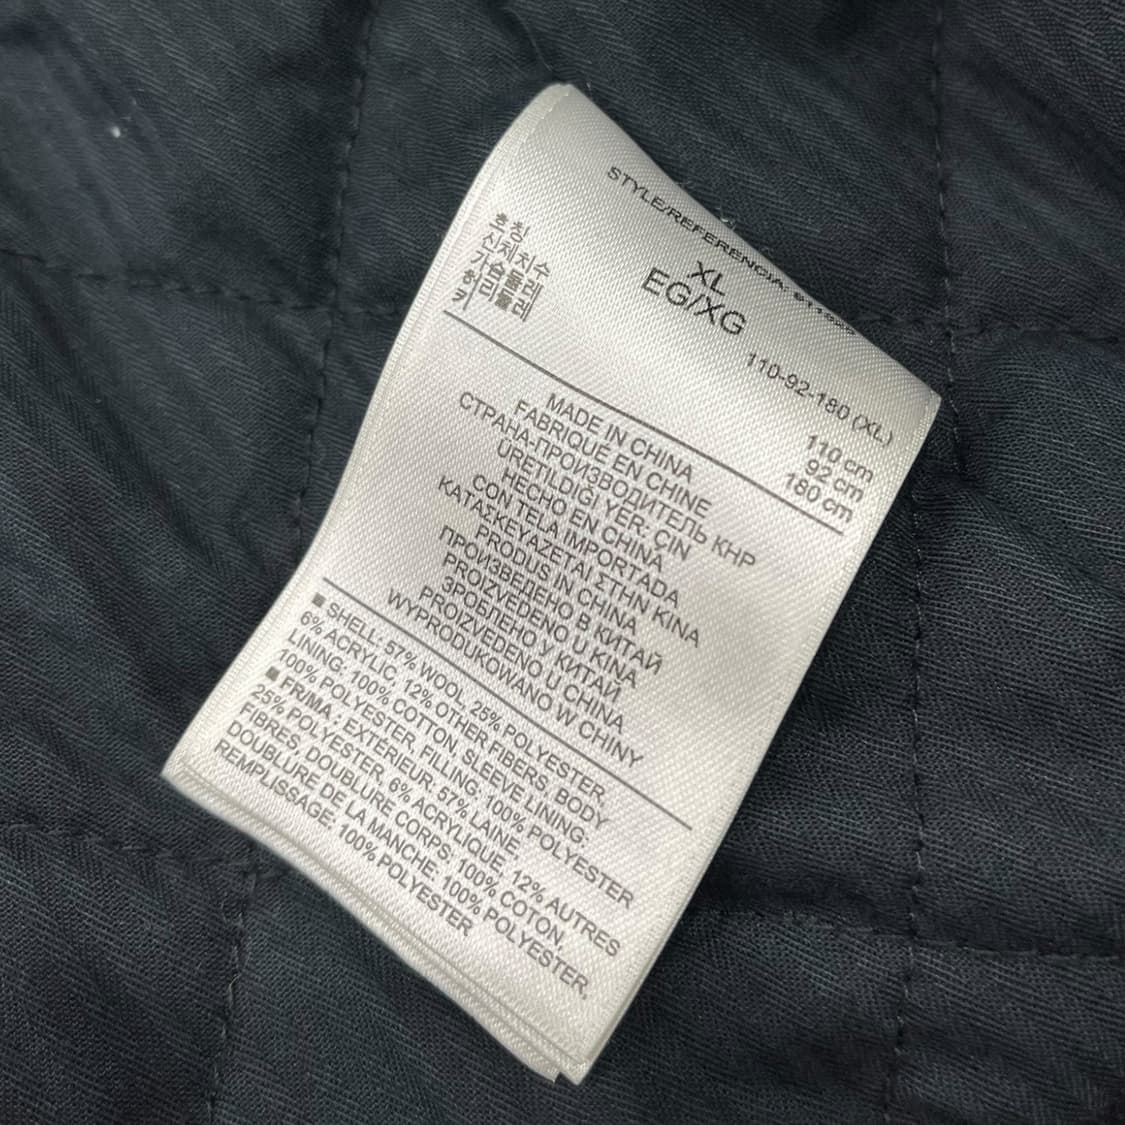 STYLE/REFERENCIA:
XL
EG/XG
호칭 110-92-180 (XL)
신체치수
가슴둘레 110 cm
허리둘레 92 cm
키 180 cm
MADE IN CHINA
FABRIQUÉ EN CHINE
СТРАНА-ПРОИЗВОДИТЕЛЬ КНР
ÜRETILDIĞI YER: ÇIN
HECHO EN CHINA
CON TELA IMPORTADA
ΚΑΤΑΣΚΕΥΑΖΕΤΑΙ ΣΤΗΝ ΚΙΝΑ
PRODUS IN CHINA
ПРОИЗВЕДЕНО В КИТАЙ
PROIZVEDENO U KINA
ЗРОБЛЕНО У КИТАЙ
PROIZVEDENO U CHINA
WYPRODUKOWANO W CHINY
■ SHELL: 57% WOOL, 25% POLYESTER,
6% ACRYLIC, 12% OTHER FIBERS, BODY
LINING: 100% COTTON, SLEEVE LINING:
100% POLYESTER, FILLING: 100% POLYESTER
■ FR/MA : EXTÉRIEUR: 57% LAINE,
25% POLYESTER, 6% ACRYLIQUE, 12% AUTRES
FIBRES, DOUBLURE CORPS: 100% COTON,
DOUBLURE DE LA MANCHE: 100% POLYESTER,
REMPLISSAGE: 100% POLYESTER